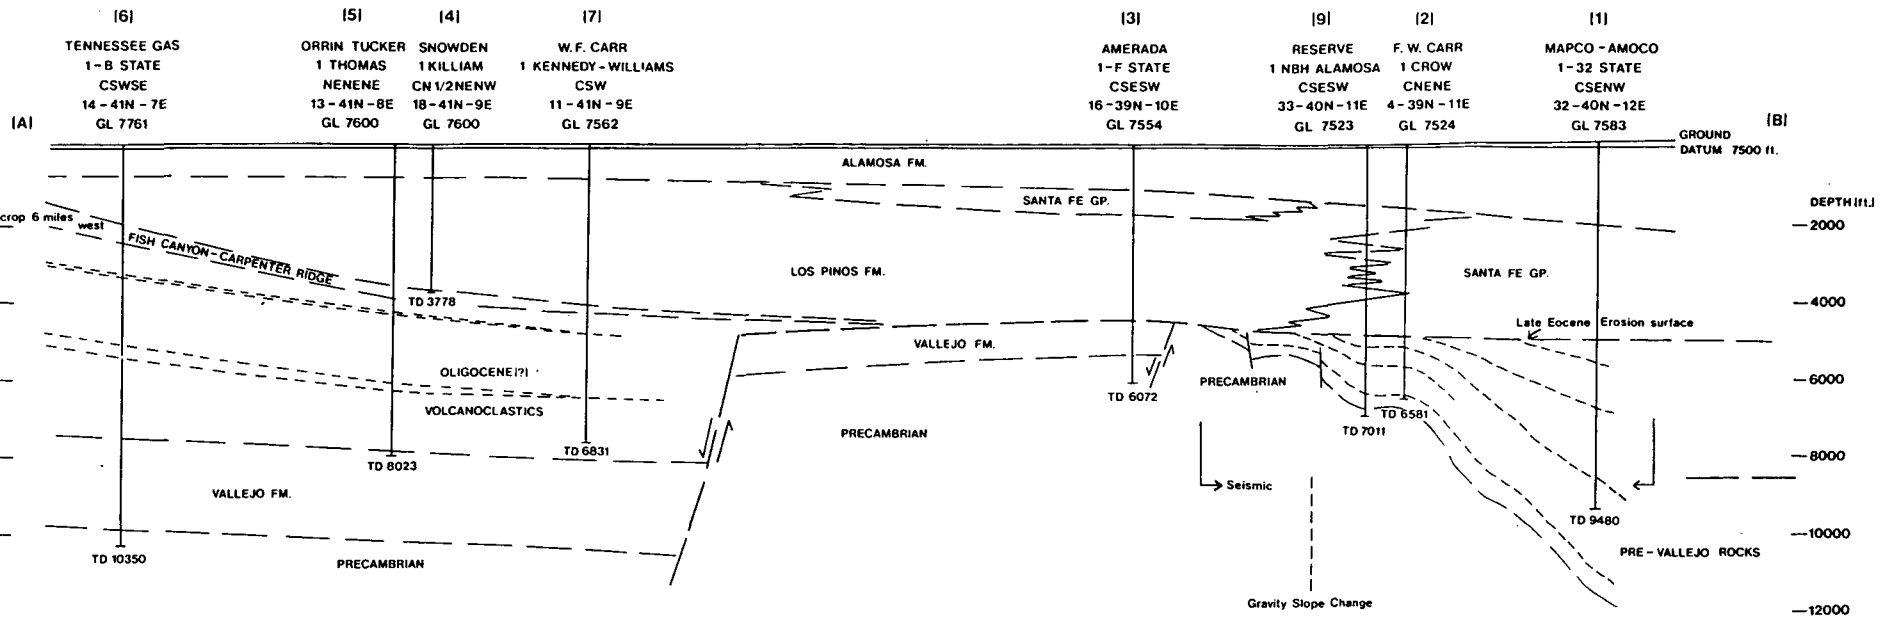 |6|
TENNESSEE GAS
1-B STATE
CSWSE
14-41N-7E
GL 7761
|5|
ORRIN TUCKER
1 THOMAS
NENENE
13-41N-8E
GL 7600
|4|
SNOWDEN
1 KILLIAM
CN 1/2 NENW
18-41N-9E
GL 7600
|7|
W.F. CARR
1 KENNEDY-WILLIAMS
CSW
11-41N-9E
GL 7562
|3|
AMERADA
1-F STATE
CSESW
16-39N-10E
GL 7554
|9|
RESERVE
1 NBH ALAMOSA
CSESW
33-40N-11E
GL 7523
|2|
F. W. CARR
1 CROW
CNENE
4-39N-11E
GL 7524
|1|
MAPCO-AMOCO
1-32 STATE
CSENW
32-40N-12E
GL 7583
|A|
|B|
GROUND
DATUM 7500 ft.
ALAMOSA FM.
SANTA FE GP.
DEPTH|ft.|
crop 6 miles
west
FISH CANYON-CARPENTER RIDGE
LOS PINOS FM.
SANTA FE GP.
—2000
—4000
—6000
—8000
—10000
—12000
TD 3778
Late Eocene Erosion surface
VALLEJO FM.
OLIGOCENE|?|
VOLCANOCLASTICS
PRECAMBRIAN
TD 6072
TD 6581
TD 7011
PRECAMBRIAN
TD 6831
TD 8023
VALLEJO FM.
Seismic
TD 9480
TD 10350
PRECAMBRIAN
PRE-VALLEJO ROCKS
Gravity Slope Change